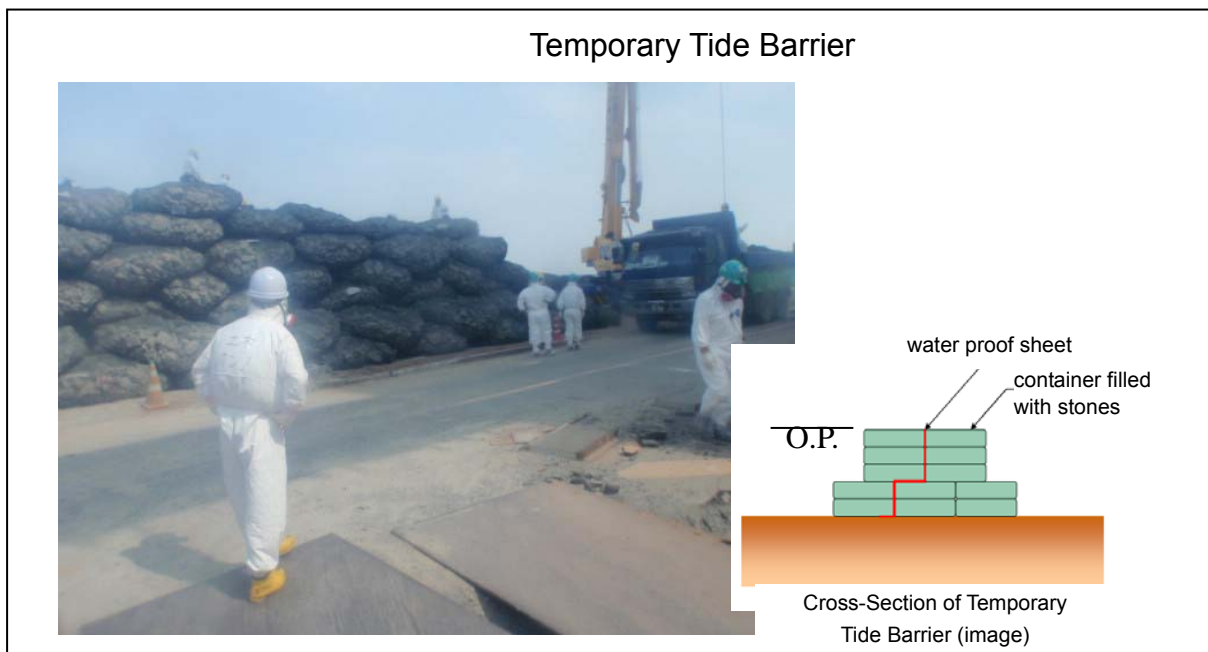 Temporary Tide Barrier
water proof sheet
container filled
with stones
O.P.
Cross-Section of Temporary
Tide Barrier (image)